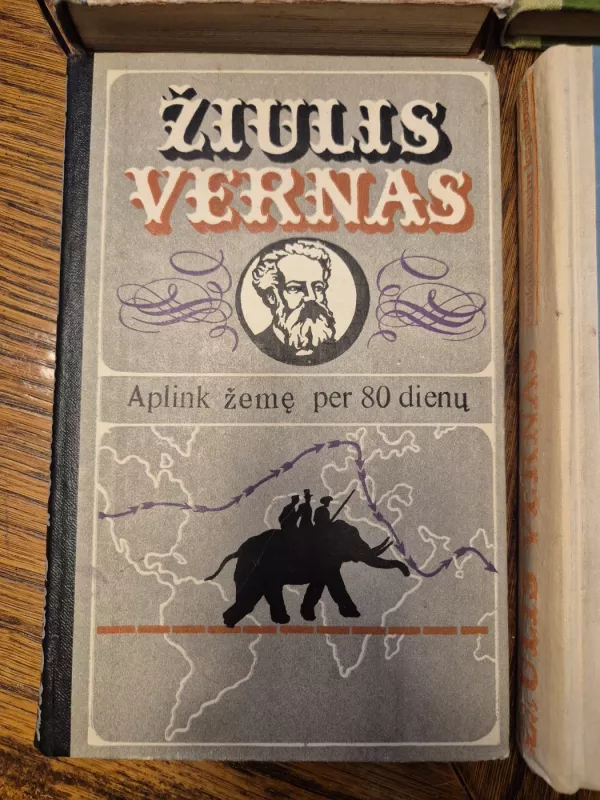 ŽIULIS
VERNAS
Aplink žemę per 80 dienų